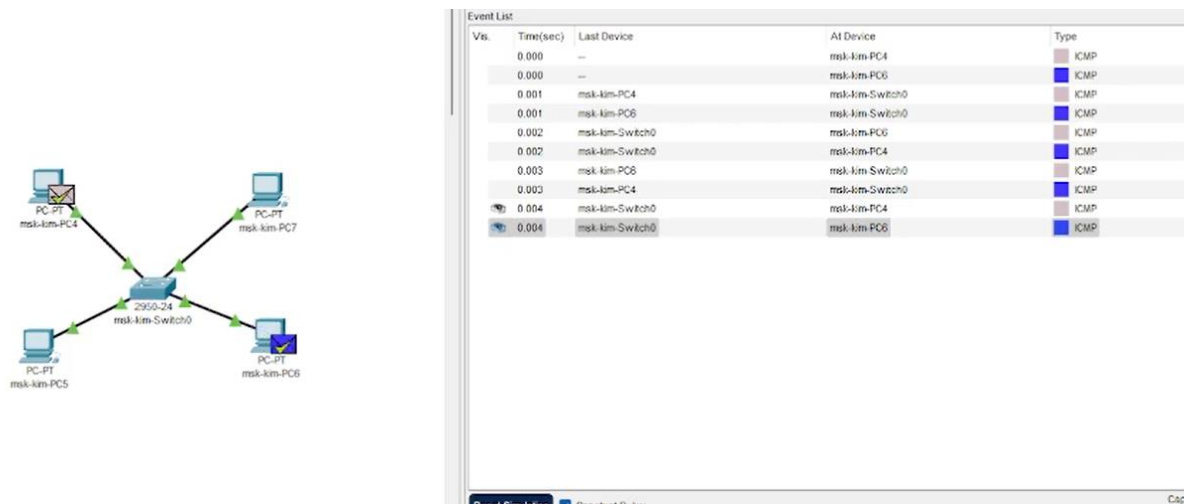 Event List
Vis. Time(sec) Last Device At Device Type
0.000 -- msk-kim-PC4 ICMP
0.000 -- msk-kim-PC6 ICMP
0.001 msk-kim-PC4 msk-kim-Switch0 ICMP
0.001 msk-kim-PC6 msk-kim-Switch0 ICMP
0.002 msk-kim-Switch0 msk-kim-PC6 ICMP
0.002 msk-kim-Switch0 msk-kim-PC4 ICMP
0.003 msk-kim-PC6 msk-kim-Switch0 ICMP
0.003 msk-kim-PC4 msk-kim-Switch0 ICMP
0.004 msk-kim-Switch0 msk-kim-PC4 ICMP
0.004 msk-kim-Switch0 msk-kim-PC6 ICMP
PC-PT
msk-kim-PC4
PC-PT
msk-kim-PC7
2950-24
msk-kim-Switch0
PC-PT
msk-kim-PC5
PC-PT
msk-kim-PC6